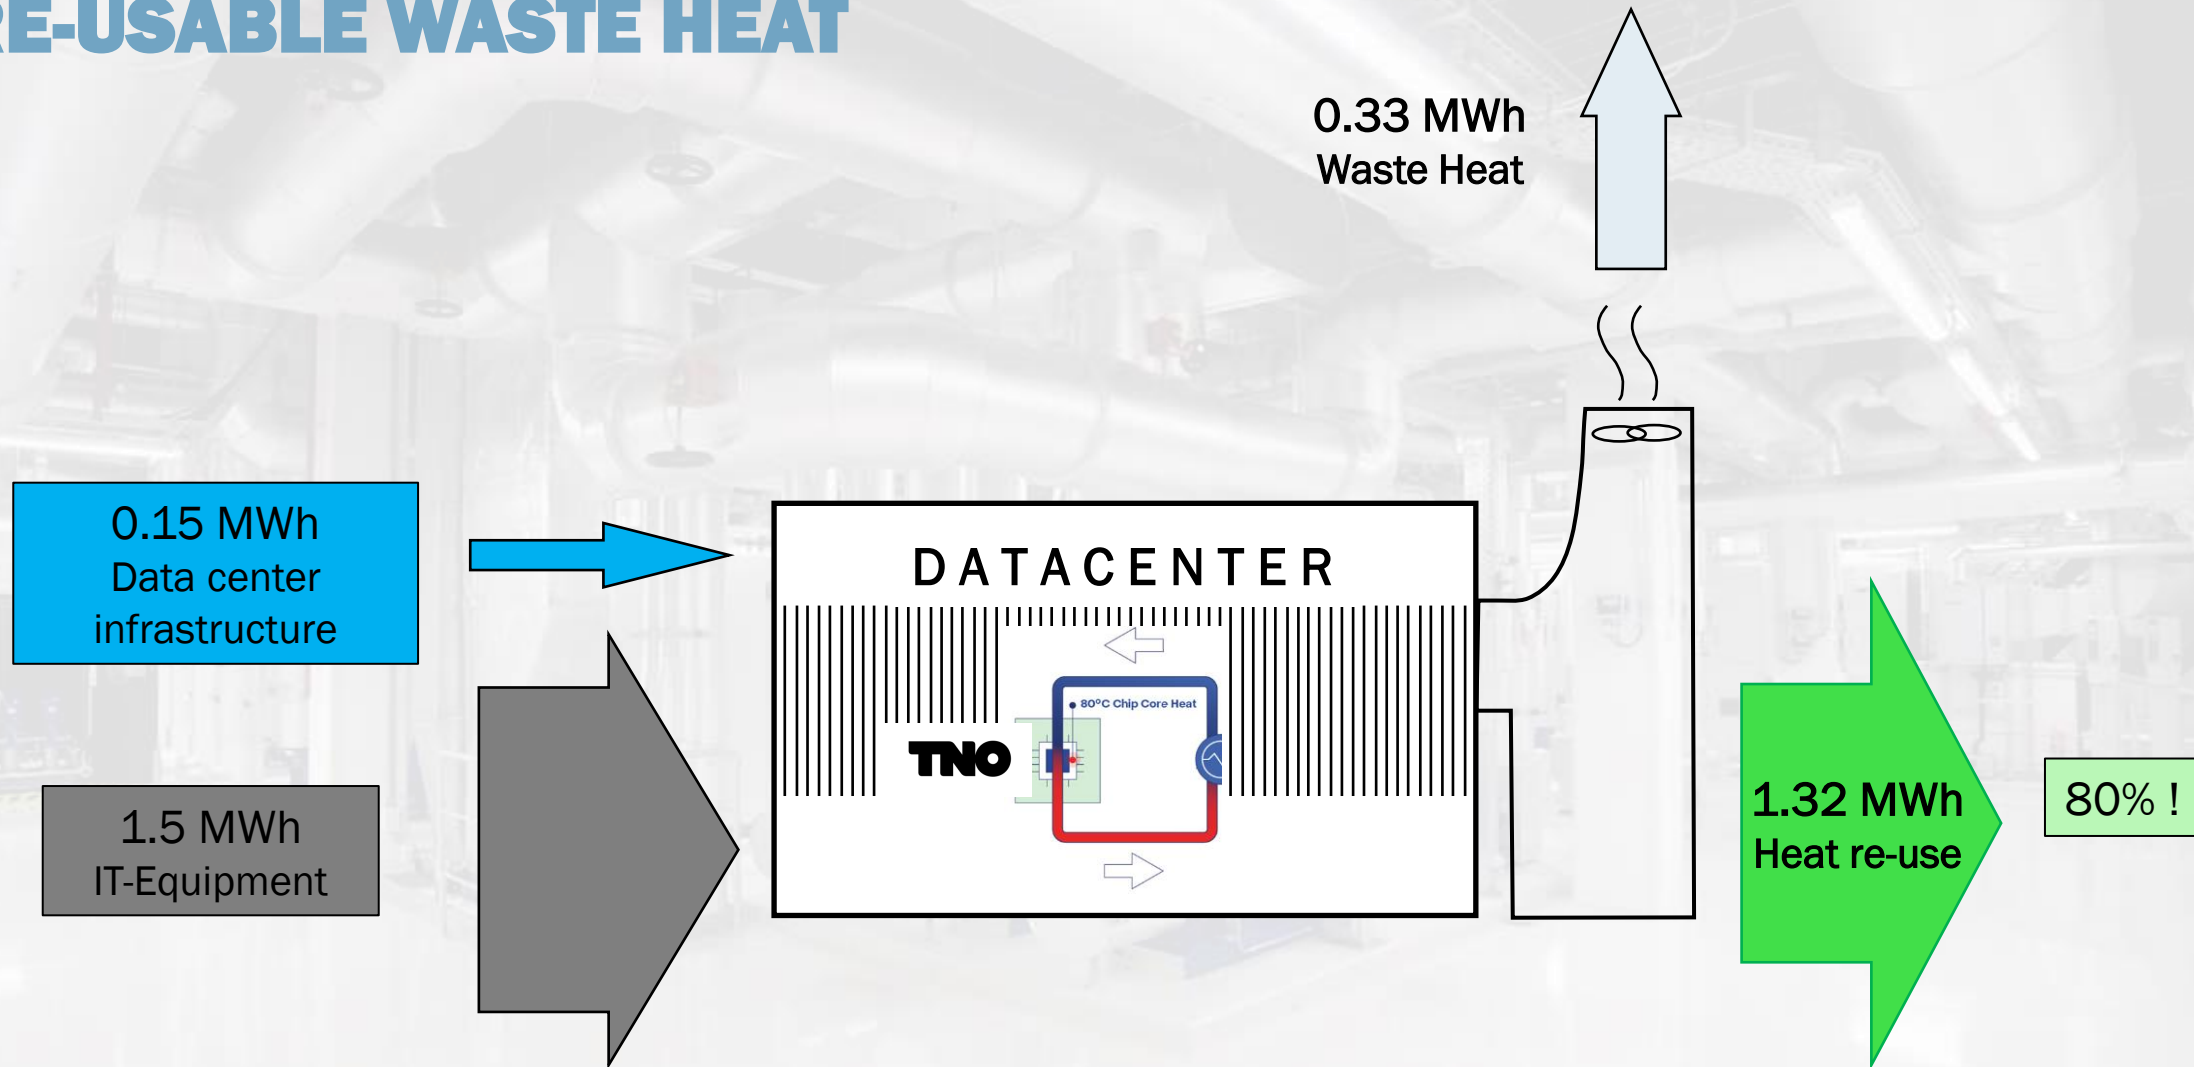 RE-USABLE WASTE HEAT
0.33 MWh
Waste Heat
0.15 MWh
Data center
infrastructure
DATACENTER
80°C Chip Core Heat
TNO
1.5 MWh
IT-Equipment
1.32 MWh
Heat re-use
80% !